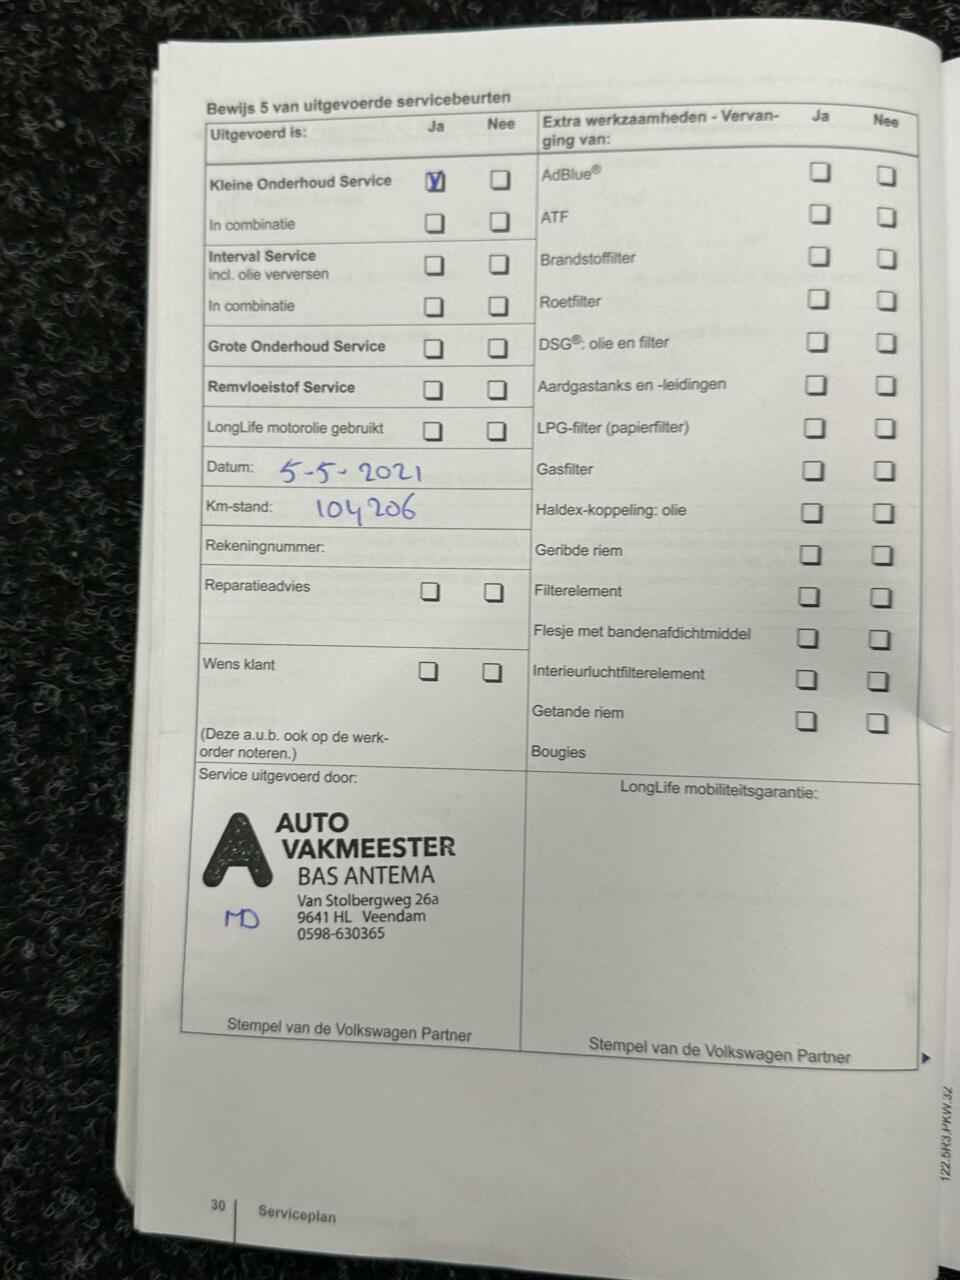 Bewijs 5 van uitgevoerde servicebeurten
Uitgevoerd is: Ja Nee
Kleine Onderhoud Service
In combinatie
Interval Service
incl. olie verversen
In combinatie
Grote Onderhoud Service
Remvloeistof Service
LongLife motorolie gebruikt
Datum: 5-5-2021
Km-stand: 104206
Rekeningnummer:
Reparatieadvies
Wens klant
(Deze a.u.b. ook op de werk-
order noteren.)
Service uitgevoerd door:
AUTO
VAKMEESTER
BAS ANTEMA
Van Stolbergweg 26a
9641 HL Veendam
0598-630365
MD
Stempel van de Volkswagen Partner
Extra werkzaamheden - Vervan- Ja Nee
ging van:
AdBlue®
ATF
Brandstoffilter
Roetfilter
DSG®: olie en filter
Aardgastanks en -leidingen
LPG-filter (papierfilter)
Gasfilter
Haldex-koppeling: olie
Geribde riem
Filterelement
Flesje met bandenafdichtmiddel
Interieurluchtfilterelement
Getande riem
Bougies
LongLife mobiliteitsgarantie:
Stempel van de Volkswagen Partner
122.5R3.PKW.32
30 Serviceplan